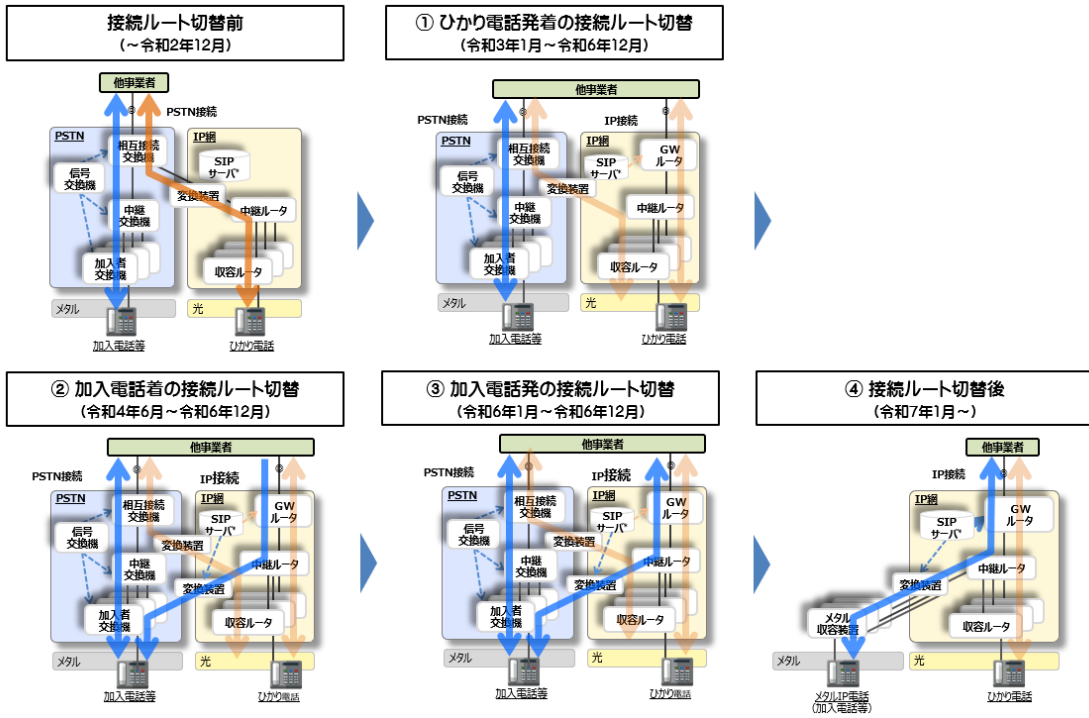 接続ルート切替前
(~令和2年12月)
他事業者
PSTN接続
PSTN
IP網
相互接続
交換機
SIP
サーバ
信号
交換機
変換装置
中継
交換機
中継ルータ
加入者
交換機
収容ルータ
メタル
光
加入電話等
ひかり電話
① ひかり電話発着の接続ルート切替
(令和3年1月~令和6年12月)
他事業者
PSTN接続
IP接続
PSTN
IP網
相互接続
交換機
GW
ルータ
SIP
サーバ
信号
交換機
変換装置
中継
交換機
中継ルータ
加入者
交換機
収容ルータ
メタル
光
加入電話等
ひかり電話
② 加入電話着の接続ルート切替
(令和4年6月~令和6年12月)
他事業者
PSTN接続
IP接続
PSTN
IP網
相互接続
交換機
GW
ルータ
SIP
サーバ
信号
交換機
変換装置
中継
交換機
中継ルータ
変換装置
加入者
交換機
収容ルータ
メタル
光
加入電話等
ひかり電話
③ 加入電話発の接続ルート切替
(令和6年1月~令和6年12月)
他事業者
PSTN接続
IP接続
PSTN
IP網
相互接続
交換機
GW
ルータ
SIP
サーバ
信号
交換機
変換装置
中継
交換機
中継ルータ
変換装置
加入者
交換機
収容ルータ
メタル
光
加入電話等
ひかり電話
④ 接続ルート切替後
(令和7年1月~)
他事業者
IP接続
IP網
GW
ルータ
SIP
サーバ
中継ルータ
変換装置
メタル
収容装置
収容ルータ
メタル
光
メタルIP電話
(加入電話等)
ひかり電話